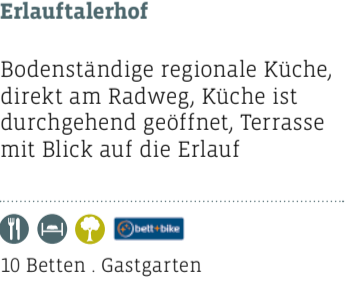 Erlauftalerhof
Bodenständige regionale Küche,
direkt am Radweg, Küche ist
durchgehend geöffnet, Terrasse
mit Blick auf die Erlauf
bett+bike
10 Betten . Gastgarten